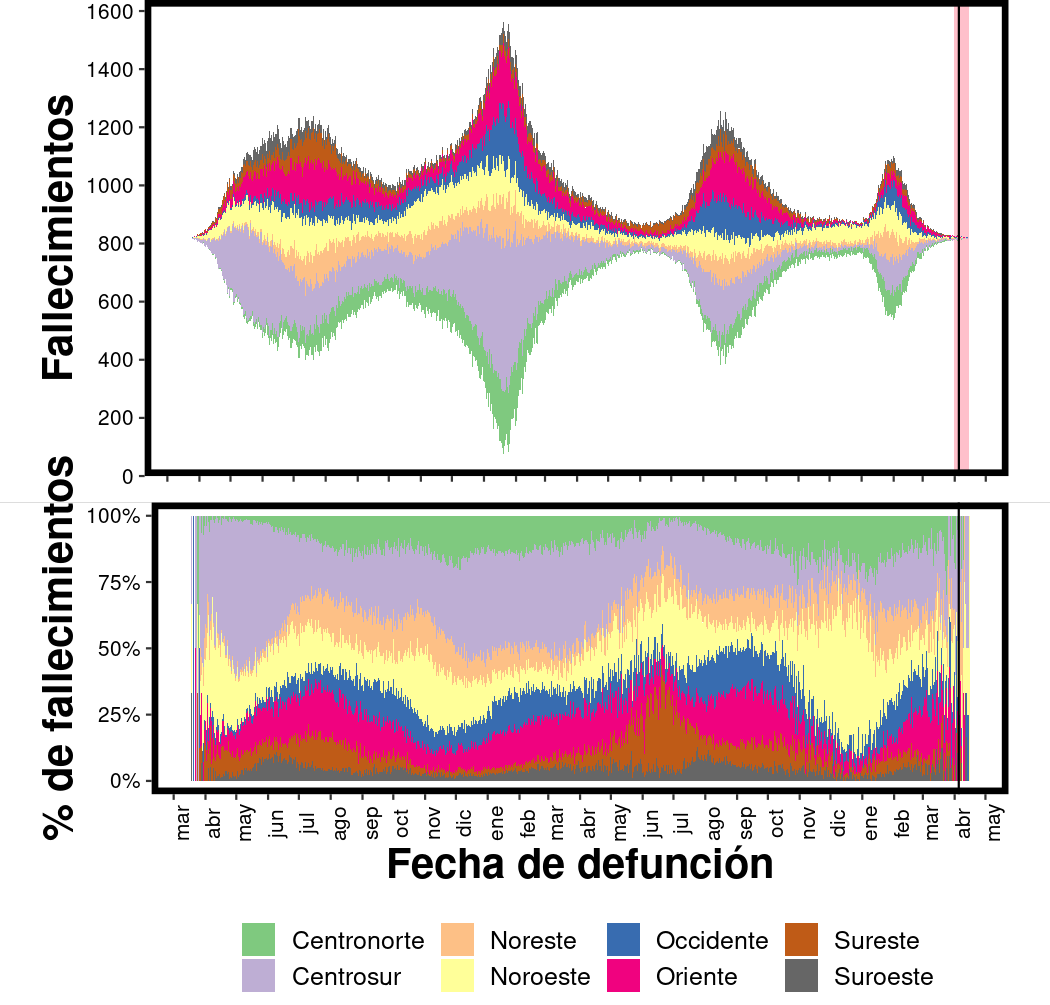 Fallecimientos
1600
1400
1200
1000
800
600
400
200
0
% de fallecimientos
100%
75%
50%
25%
0%
mar abr may jun jul ago sep oct nov dic ene feb mar abr may jun jul ago sep oct nov dic ene feb mar abr may
Fecha de defunción
Centronorte Noreste Occidente Sureste
Centrosur Noroeste Oriente Suroeste